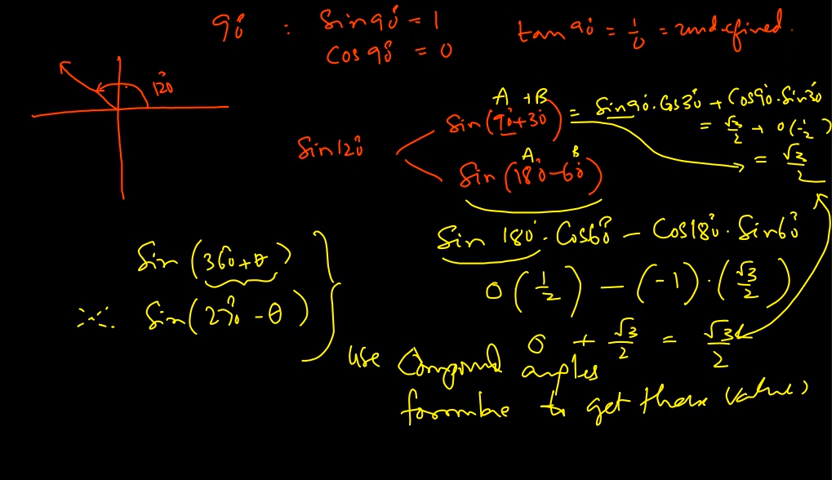 90° : Sin90° = 1 tan90° = 1/0 = undefined.
Cos90° = 0
120°
A + B
Sin120° Sin(90°+30°) = Sin90°.Cos30° + Cos90°.Sin30°
= √3/2 + 0(1/2)
= √3/2
A B
Sin(180°-60°)
Sin 180°. Cos60° - Cos180°. Sin60°
0(1/2) - (-1).(√3/2)
0 + √3/2 = √3/2
Sin(360+θ)
Sin(270° - θ)
use Compound angles
formulae to get these values